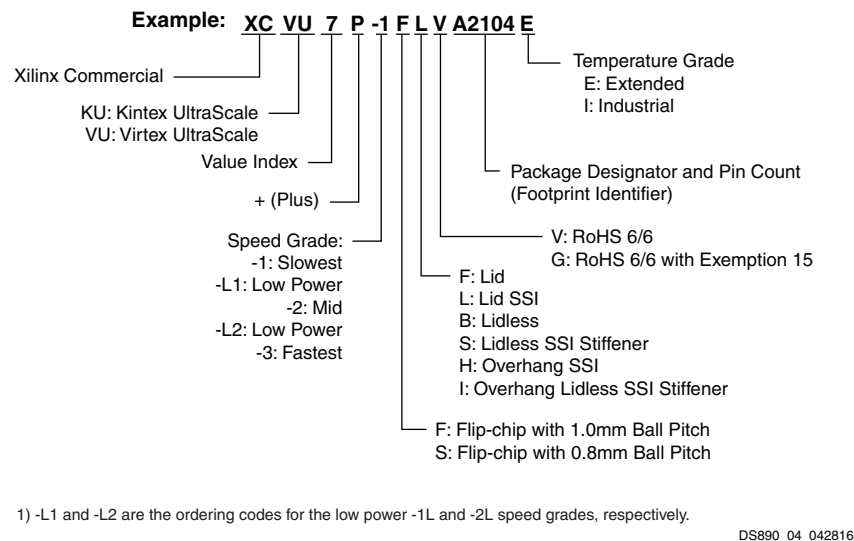 Example: XC VU 7 P -1 F L V A2104 E
Temperature Grade
E: Extended
I: Industrial
Xilinx Commercial
KU: Kintex UltraScale
VU: Virtex UltraScale
Value Index
Package Designator and Pin Count
(Footprint Identifier)
+ (Plus)
Speed Grade:
-1: Slowest
-L1: Low Power
-2: Mid
-L2: Low Power
-3: Fastest
V: RoHS 6/6
G: RoHS 6/6 with Exemption 15
F: Lid
L: Lid SSI
B: Lidless
S: Lidless SSI Stiffener
H: Overhang SSI
I: Overhang Lidless SSI Stiffener
F: Flip-chip with 1.0mm Ball Pitch
S: Flip-chip with 0.8mm Ball Pitch
1) -L1 and -L2 are the ordering codes for the low power -1L and -2L speed grades, respectively.
DS890_04_042816